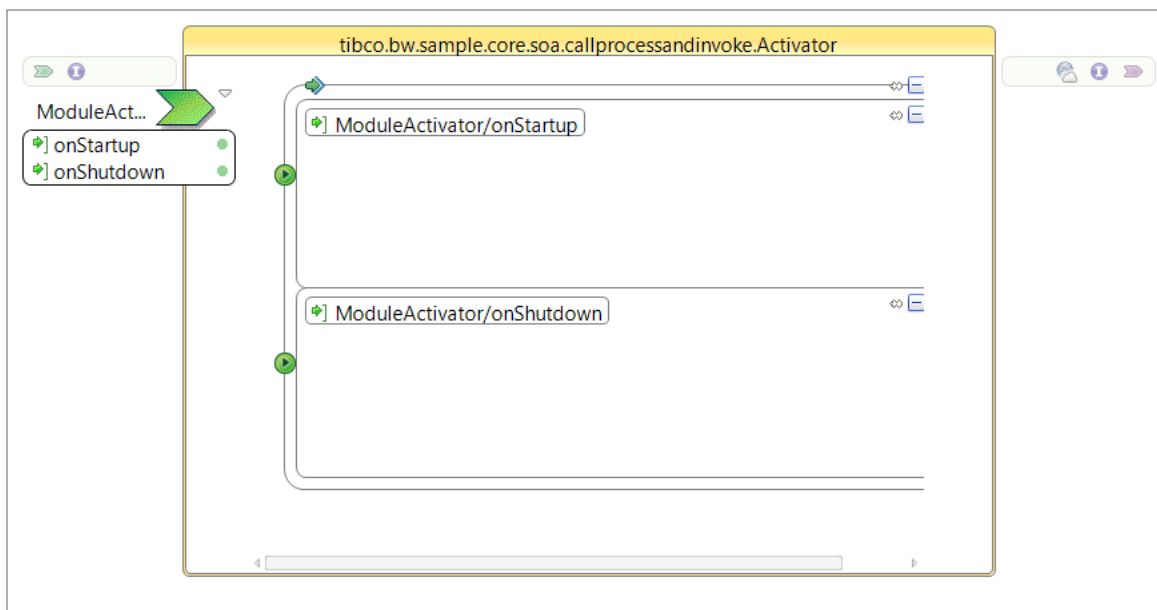 tibco.bw.sample.core.soa.callprocessandinvoke.Activator
ModuleAct...
onStartup
onShutdown
ModuleActivator/onStartup
ModuleActivator/onShutdown